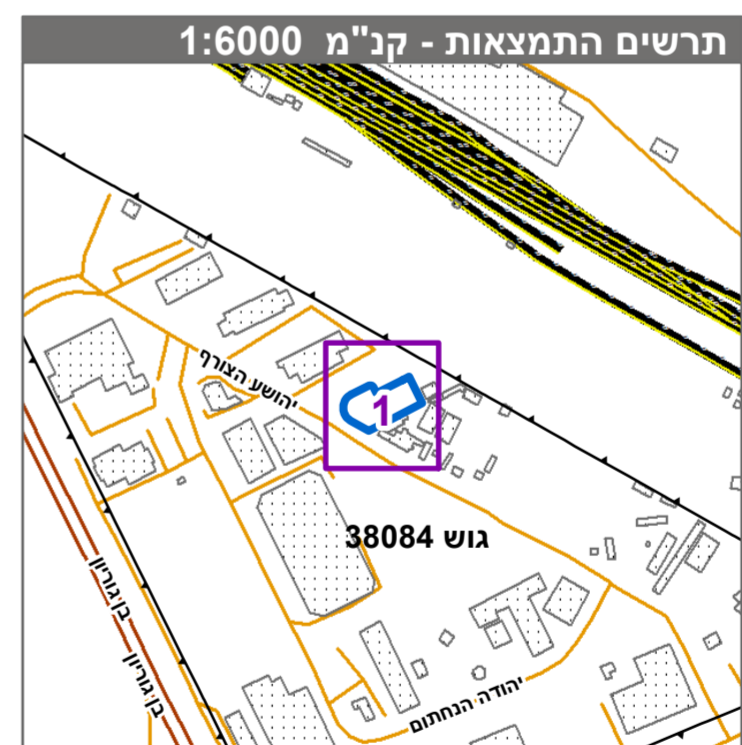 תרשים התמצאות - קנ"מ 1:6000
יהושע הצורף
1
גוש 38084
בן גוריון
בן גוריון
יהודה הנחתום